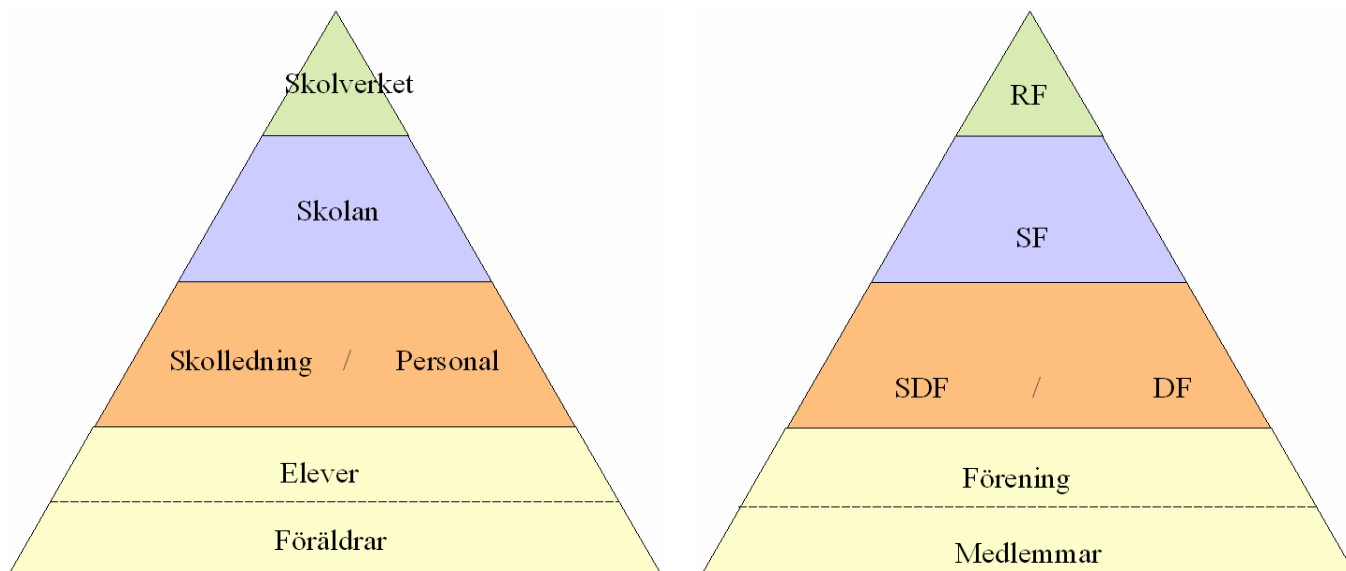 Skolverket
Skolan
Skolledning / Personal
Elever
Föräldrar
RF
SF
SDF / DF
Förening
Medlemmar